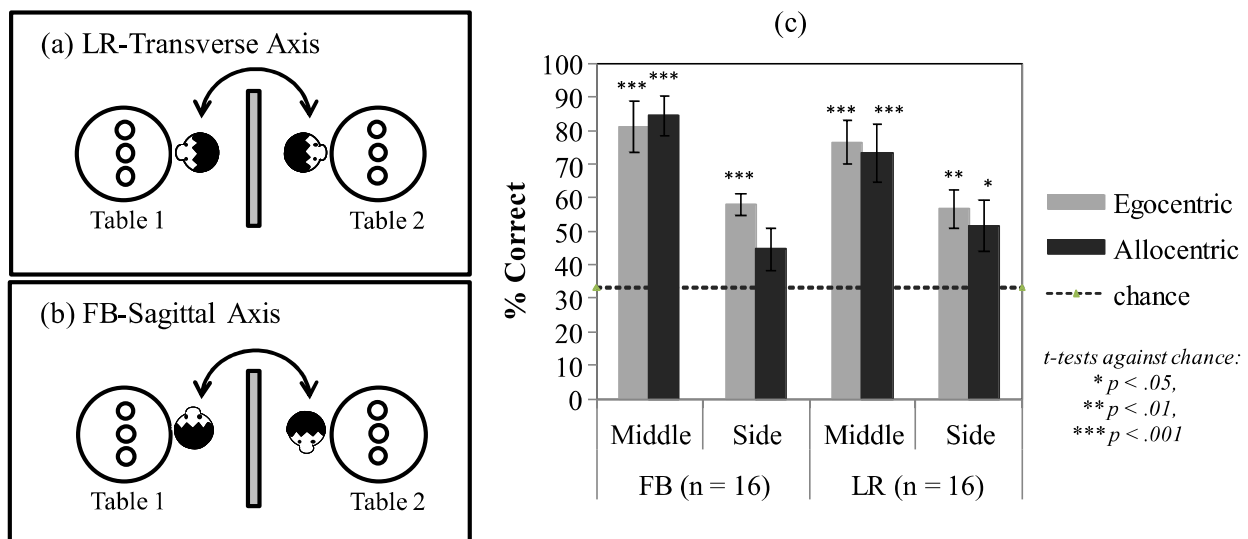 (a) LR-Transverse Axis
Table 1
Table 2
(b) FB-Sagittal Axis
Table 1
Table 2
(c)
% Correct
100
90
80
70
60
50
40
30
20
10
0
*** ***
***
*** ***
** *
Middle Side Middle Side
FB (n = 16) LR (n = 16)
Egocentric
Allocentric
chance
t-tests against chance:
* p < .05,
** p < .01,
*** p < .001